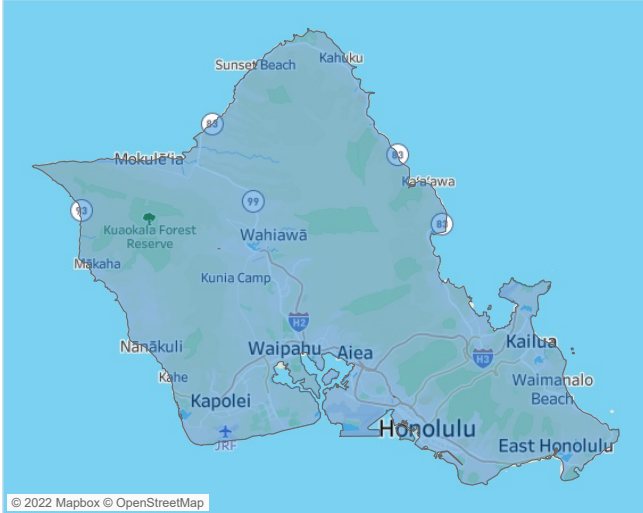 Kahuku
Sunset Beach
83
83
Mokulē‘ia
Ka‘a‘awa
99
93
83
Kuaokala Forest
Reserve
Wahiawā
Mākaha
Kunia Camp
H2
Nānākuli
Waipahu
Aiea
H3
Kailua
Kahe
Waimanalo
Beach
Kapolei
Honolulu
JRF
East Honolulu
© 2022 Mapbox © OpenStreetMap